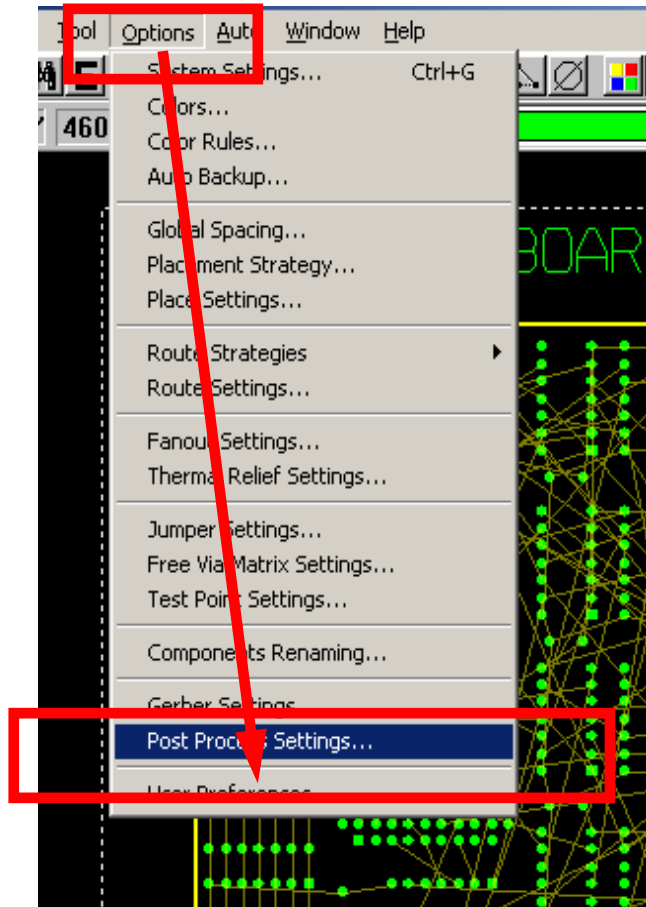 Tool Options Auto Window Help
460
System Settings... Ctrl+G
Colors...
Color Rules...
Auto Backup...
BOAR
Global Spacing...
Placement Strategy...
Place Settings...
Route Strategies
Route Settings...
Fanout Settings...
Thermal Relief Settings...
Jumper Settings...
Free Via Matrix Settings...
Test Point Settings...
Components Renaming...
Gerber Settings...
Post Process Settings...
User Preferences...